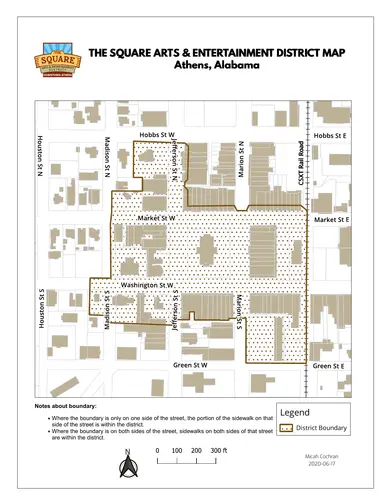 THE
SQUARE
THE SQUARE ARTS & ENTERTAINMENT DISTRICT MAP
Athens, Alabama
Hobbs St W
Hobbs St E
Houston St N
Madison St N
Jefferson St N
Marion St N
CSXT Rail Road
Market St W
Market St E
Washington St W
Houston St S
Madison St S
Jefferson St S
Marion St S
Green St W
Green St E
Notes about boundary:
• Where the boundary is only on one side of the street, the portion of the sidewalk on that
side of the street is within the district.
• Where the boundary is on both sides of the street, sidewalks on both sides of that street
are within the district.
Legend
District Boundary
N
0 100 200 300 ft
Micah Cochran
2020-06-17